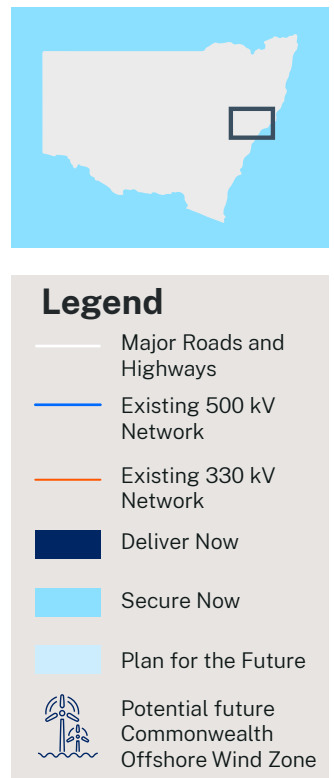 Legend
Major Roads and
Highways
Existing 500 kV
Network
Existing 330 kV
Network
Deliver Now
Secure Now
Plan for the Future
Potential future
Commonwealth
Offshore Wind Zone